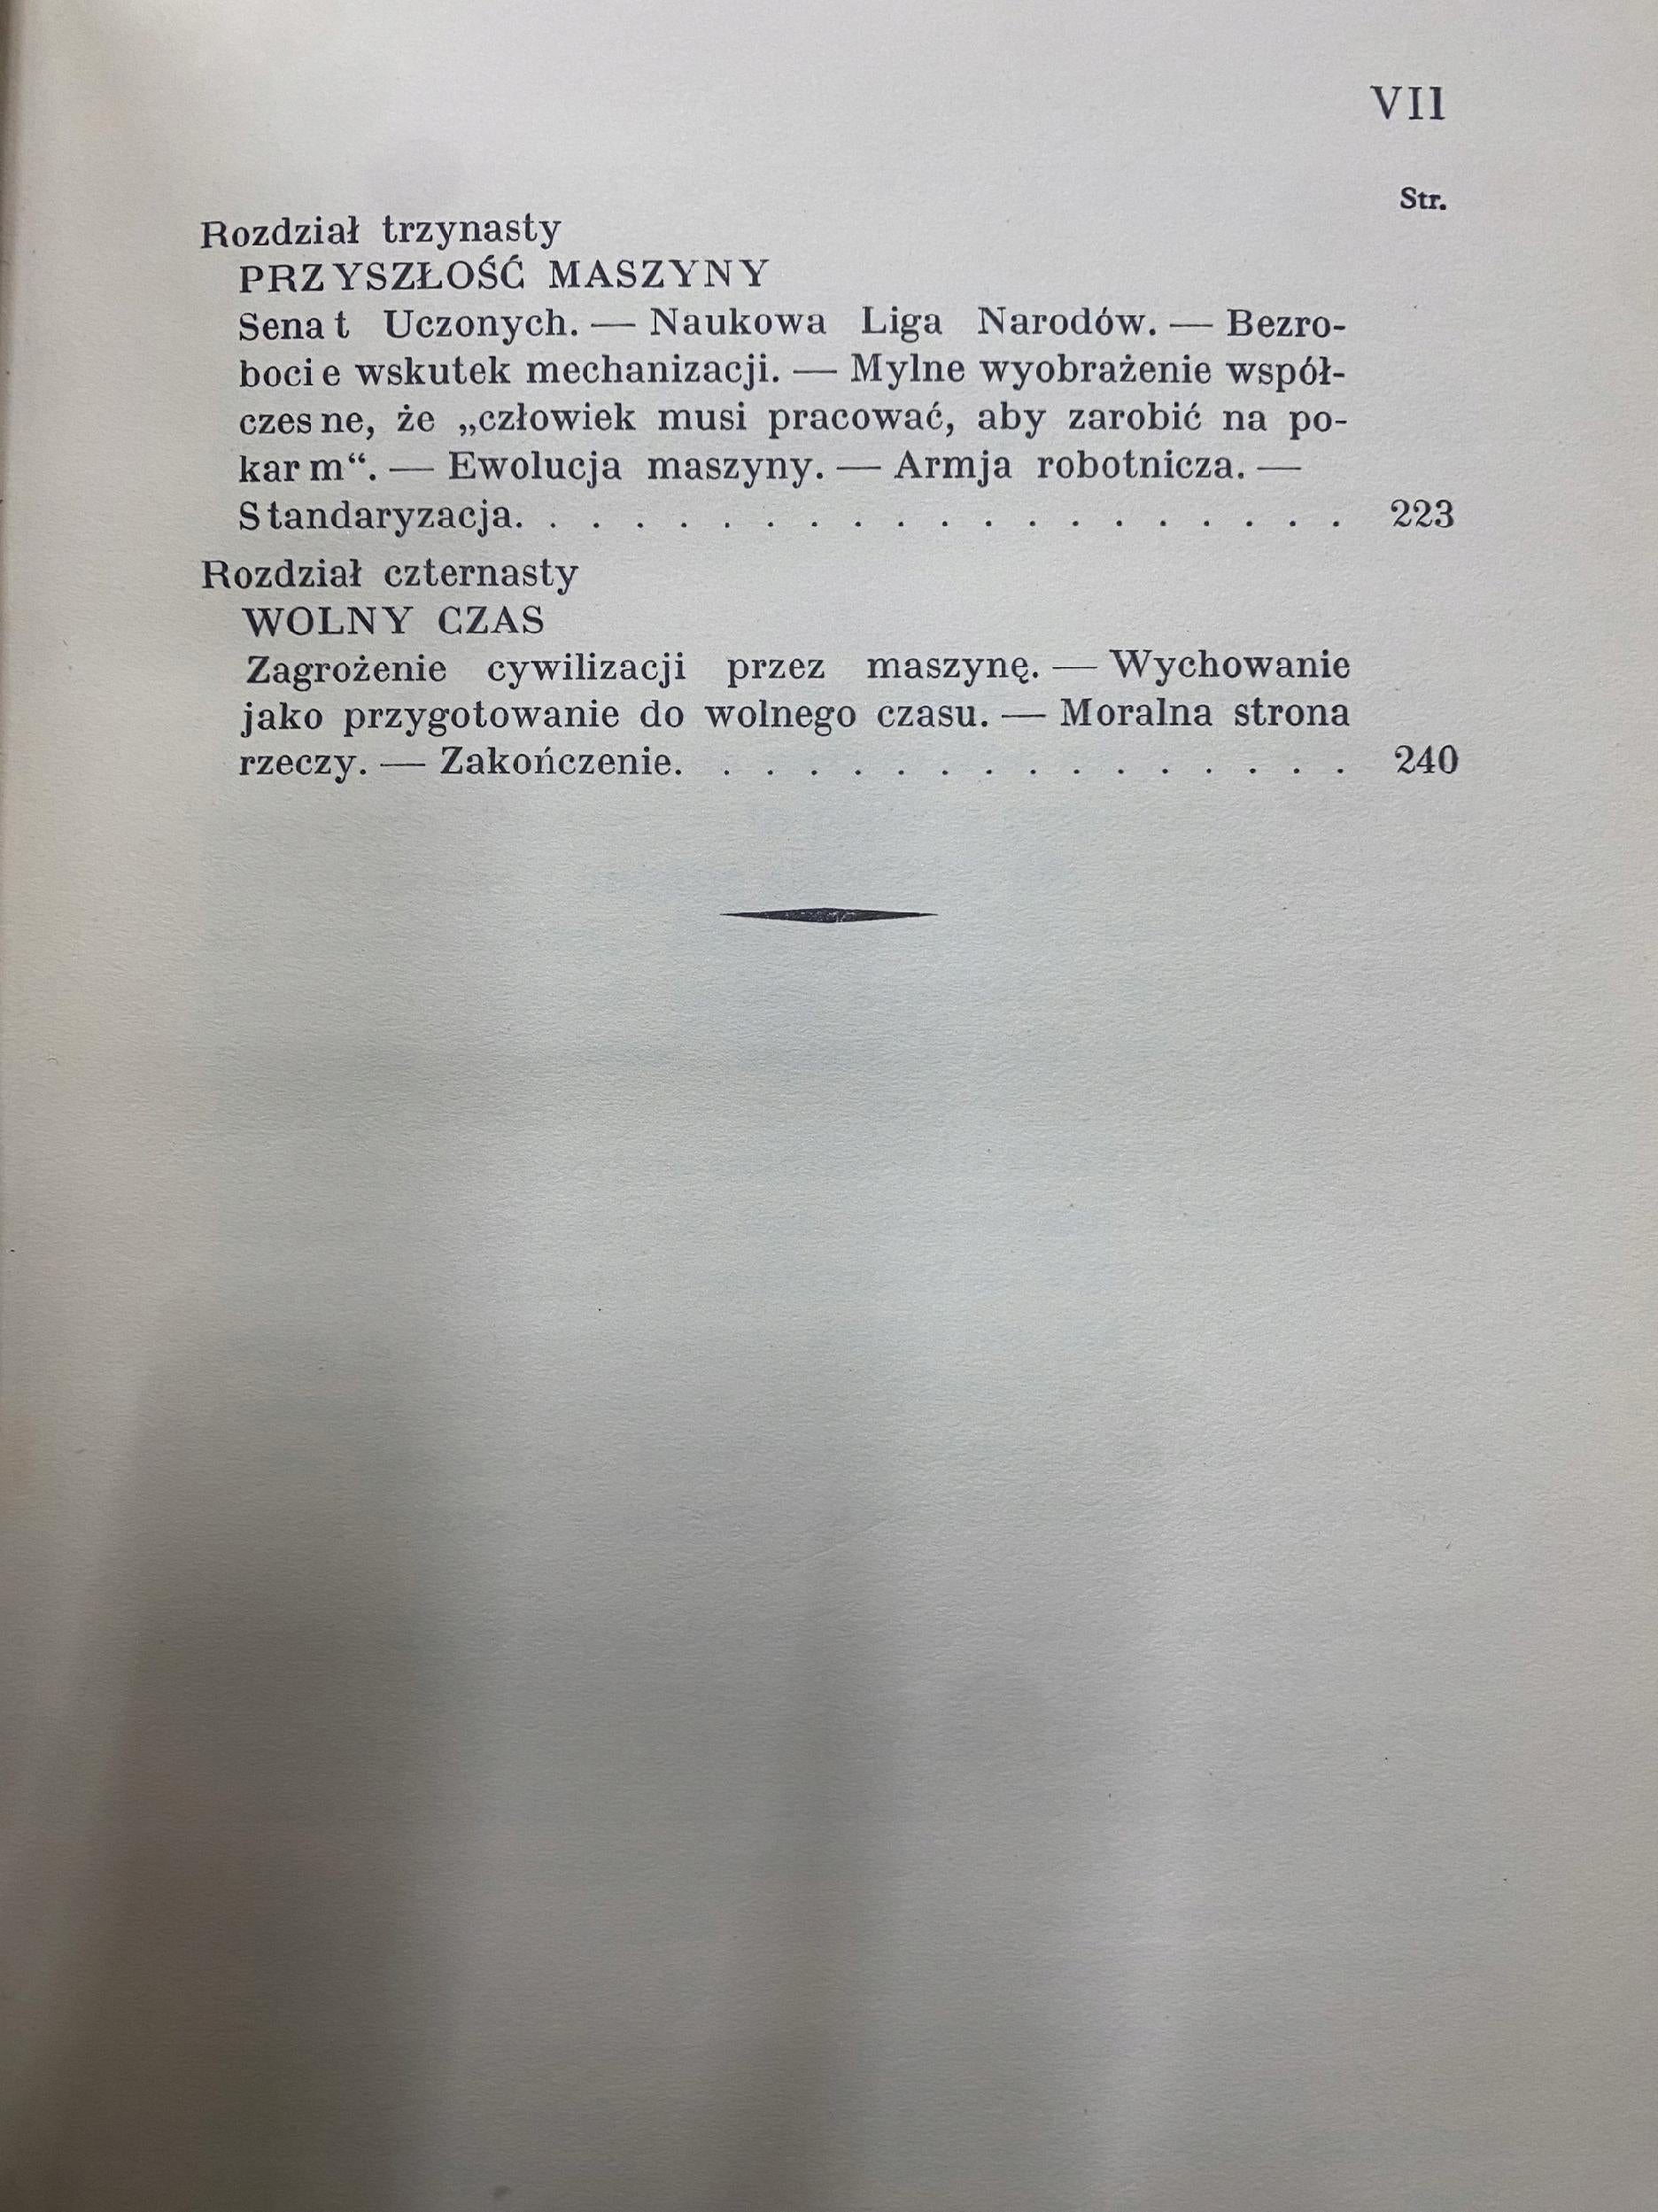 VII
Str.
Rozdział trzynasty
PRZYSZŁOŚĆ MASZYNY
Senat Uczonych. — Naukowa Liga Narodów. — Bezro-
bocie wskutek mechanizacji. — Mylne wyobrażenie współ-
czesne, że „człowiek musi pracować, aby zarobić na po-
karm“. — Ewolucja maszyny. — Armja robotnicza. —
Standaryzacja. . . . . . . . . . . . . . . . . . . . 223
Rozdział czternasty
WOLNY CZAS
Zagrożenie cywilizacji przez maszynę. — Wychowanie
jako przygotowanie do wolnego czasu. — Moralna strona
rzeczy. — Zakończenie. . . . . . . . . . . . . . . . 240